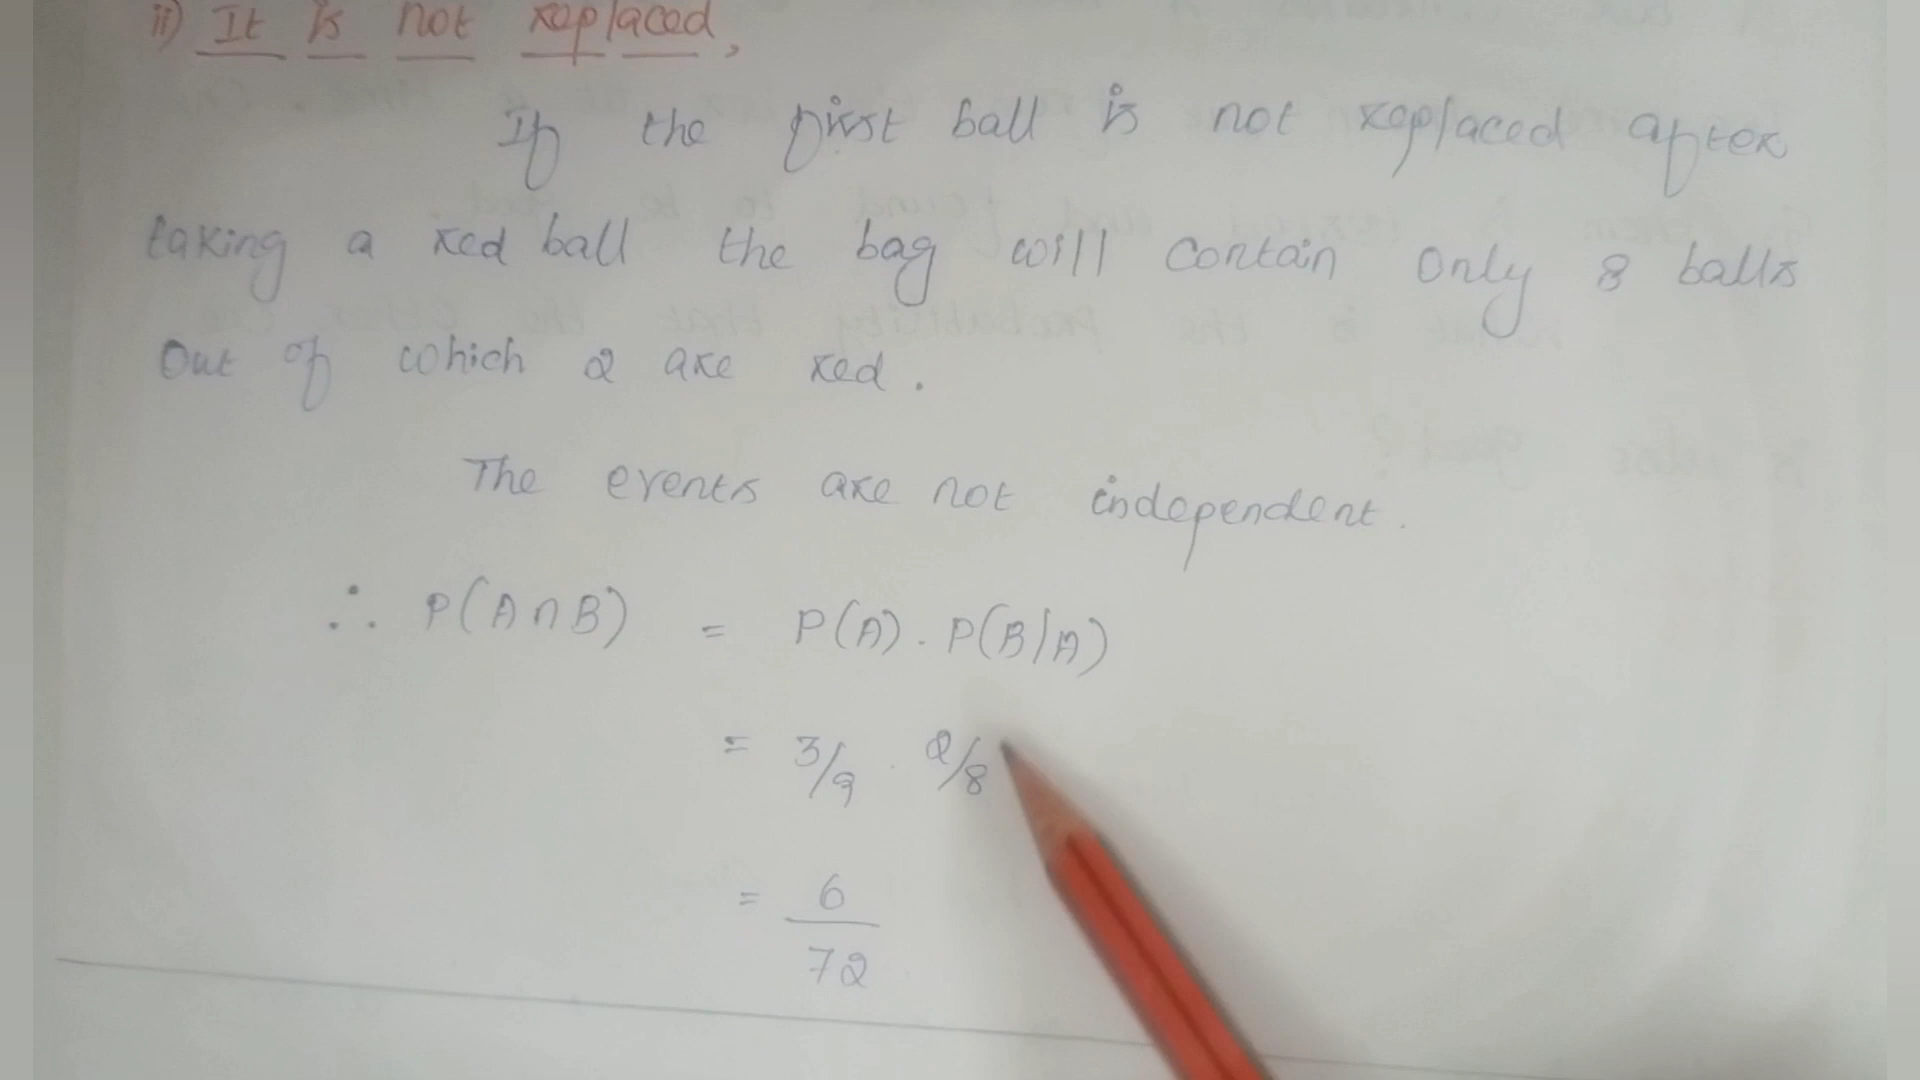 ii) It is not replaced,
If the first ball is not replaced after
taking a red ball the bag will contain only 8 balls
out of which 2 are red.
The events are not independent.
∴ P(A∩B) = P(A) . P(B/A)
= 3/9 . 2/8
= 6/72